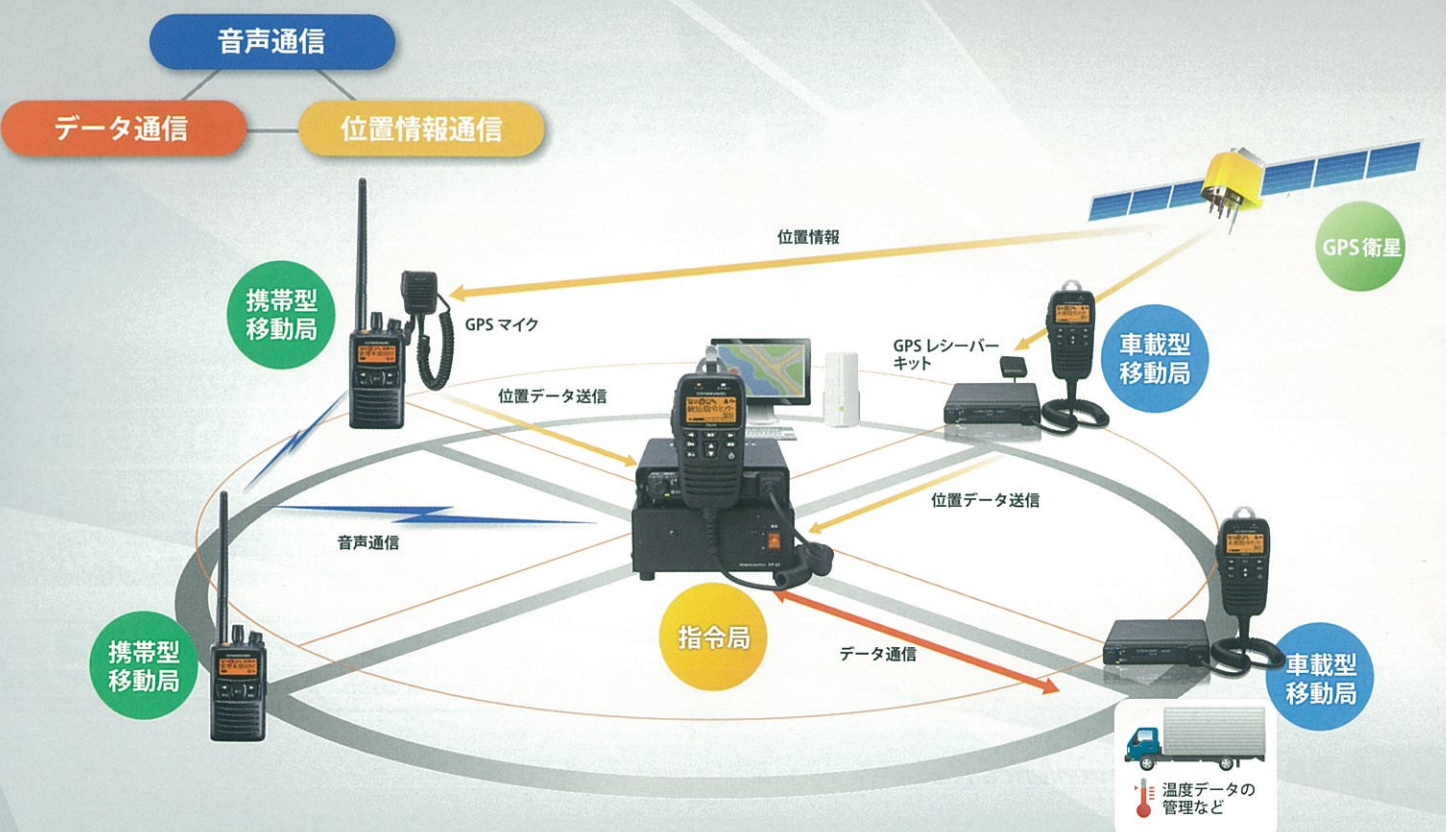 音声通信
データ通信
位置情報通信
位置情報
GPS衛星
携帯型
移動局
GPS マイク
GPS レシーバー
キット
車載型
移動局
位置データ送信
位置データ送信
音声通信
指令局
データ通信
携帯型
移動局
車載型
移動局
温度データの
管理など